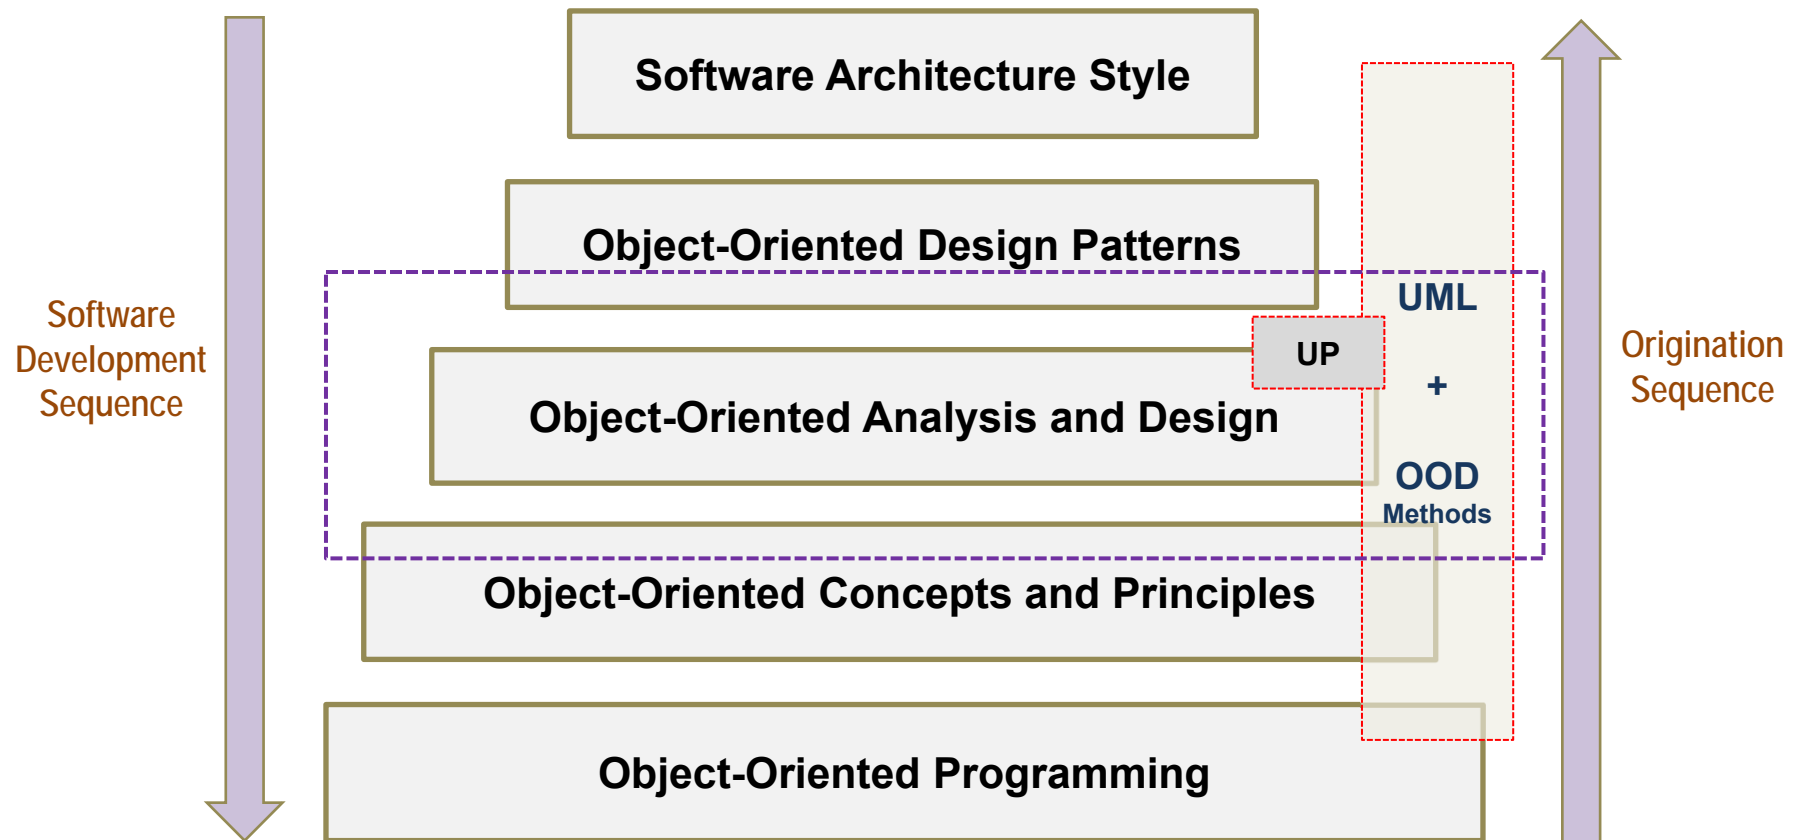 Software Architecture Style
Object-Oriented Design Patterns
UML
Software
Development
Sequence
UP
+
Origination
Sequence
Object-Oriented Analysis and Design
OOD
Methods
Object-Oriented Concepts and Principles
Object-Oriented Programming